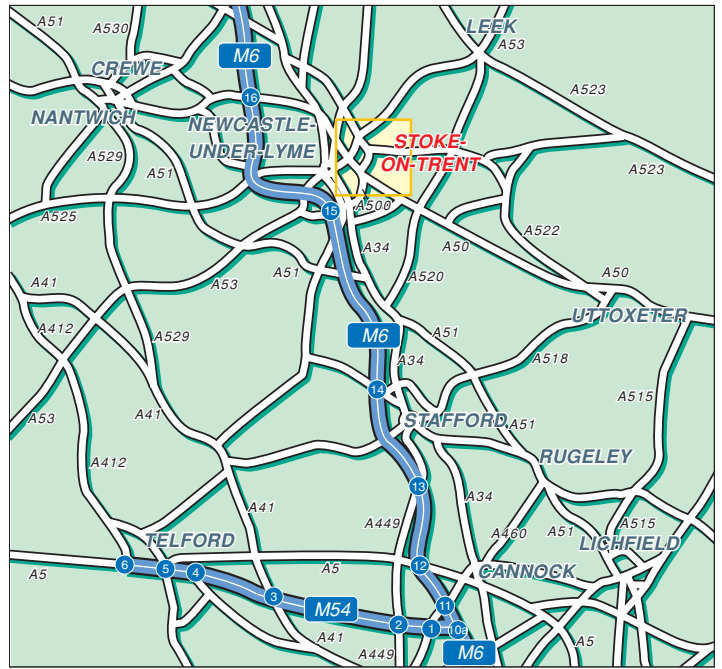 A51
A530
LEEK
A53
M6
CREWE
A523
16
NANTWICH
NEWCASTLE-
UNDER-LYME
STOKE-
ON-TRENT
A529
A51
A523
A525
A500
15
A522
A34
A50
A41
A53
A51
A520
A50
A412
UTTOXETER
A529
M6
A51
A34
A518
14
A515
A53
A41
STAFFORD
A51
A412
RUGELEY
13
A34
A41
A449
A460
A51
A515
TELFORD
LICHFIELD
6
5
4
A5
12
CANNOCK
A5
3
M54
11
2
1
10a
A41
A5
A449
M6